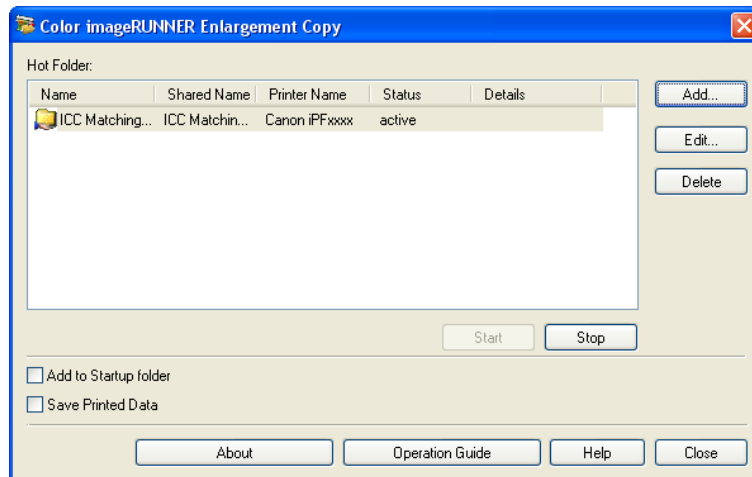 Color imageRUNNER Enlargement Copy
Hot Folder:
Name Shared Name Printer Name Status Details
ICC Matching... ICC Matchin... Canon iPFxxxx active
Add...
Edit...
Delete
Start Stop
Add to Startup folder
Save Printed Data
About Operation Guide Help Close